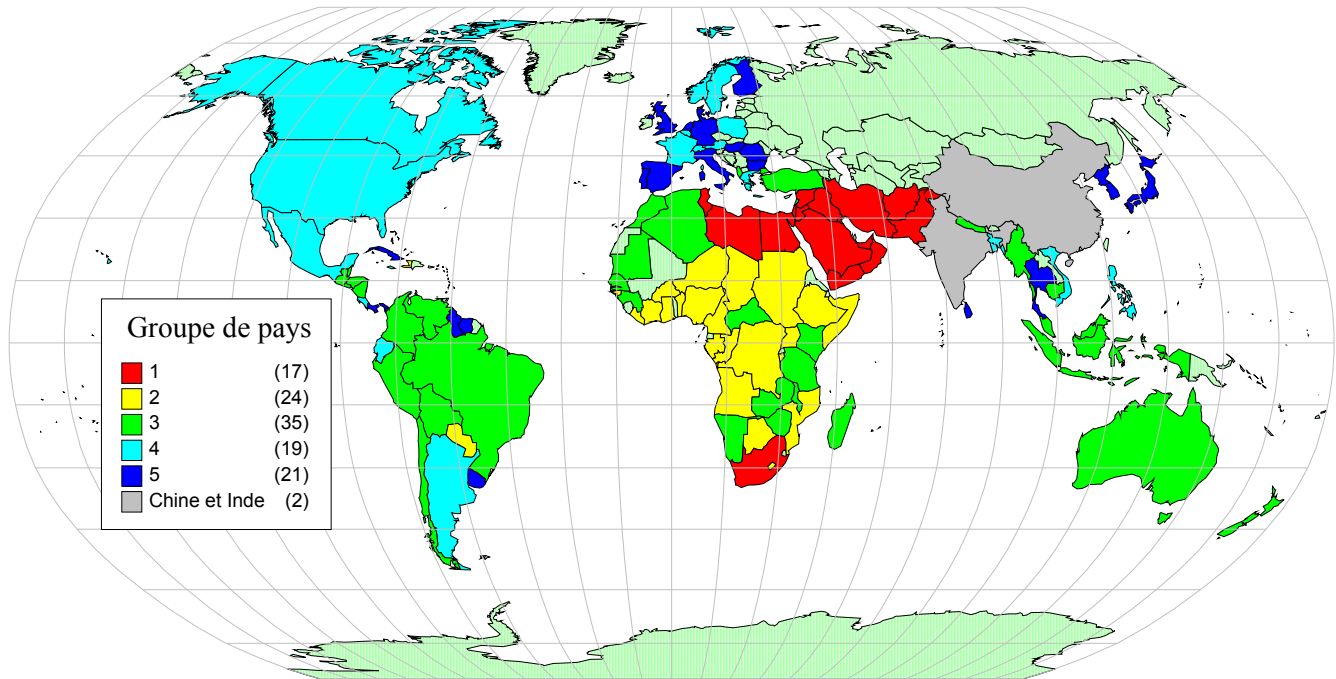 Groupe de pays
1 (17)
2 (24)
3 (35)
4 (19)
5 (21)
Chine et Inde (2)